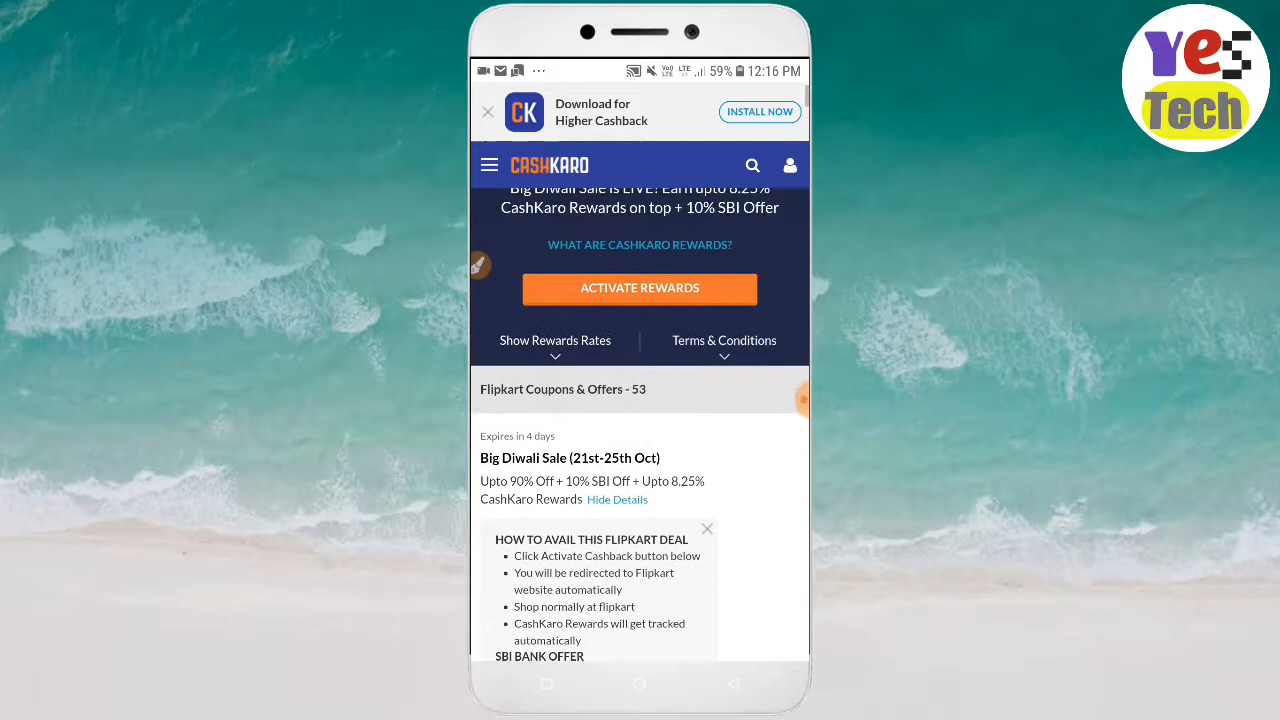 Yes
Tech
59% 12:16 PM
CK
Download for
Higher Cashback
INSTALL NOW
CASHKARO
Big Diwali Sale is LIVE! Earn upto 8.25%
CashKaro Rewards on top + 10% SBI Offer
WHAT ARE CASHKARO REWARDS?
ACTIVATE REWARDS
Show Rewards Rates
Terms & Conditions
Flipkart Coupons & Offers - 53
Expires in 4 days
Big Diwali Sale (21st-25th Oct)
Upto 90% Off + 10% SBI Off + Upto 8.25%
CashKaro Rewards Hide Details
HOW TO AVAIL THIS FLIPKART DEAL
• Click Activate Cashback button below
• You will be redirected to Flipkart
website automatically
• Shop normally at flipkart
• CashKaro Rewards will get tracked
automatically
SBI BANK OFFER